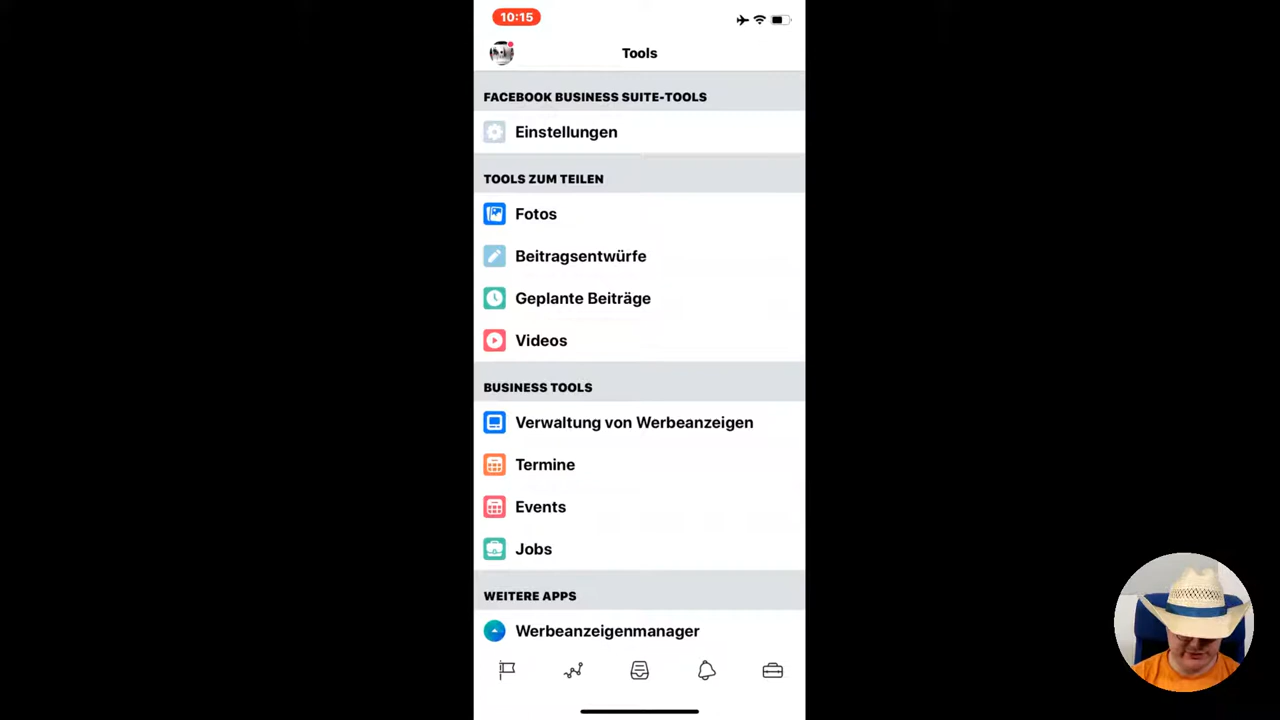 10:15
Tools
FACEBOOK BUSINESS SUITE-TOOLS
Einstellungen
TOOLS ZUM TEILEN
Fotos
Beitragsentwürfe
Geplante Beiträge
Videos
BUSINESS TOOLS
Verwaltung von Werbeanzeigen
Termine
Events
Jobs
WEITERE APPS
Werbeanzeigenmanager